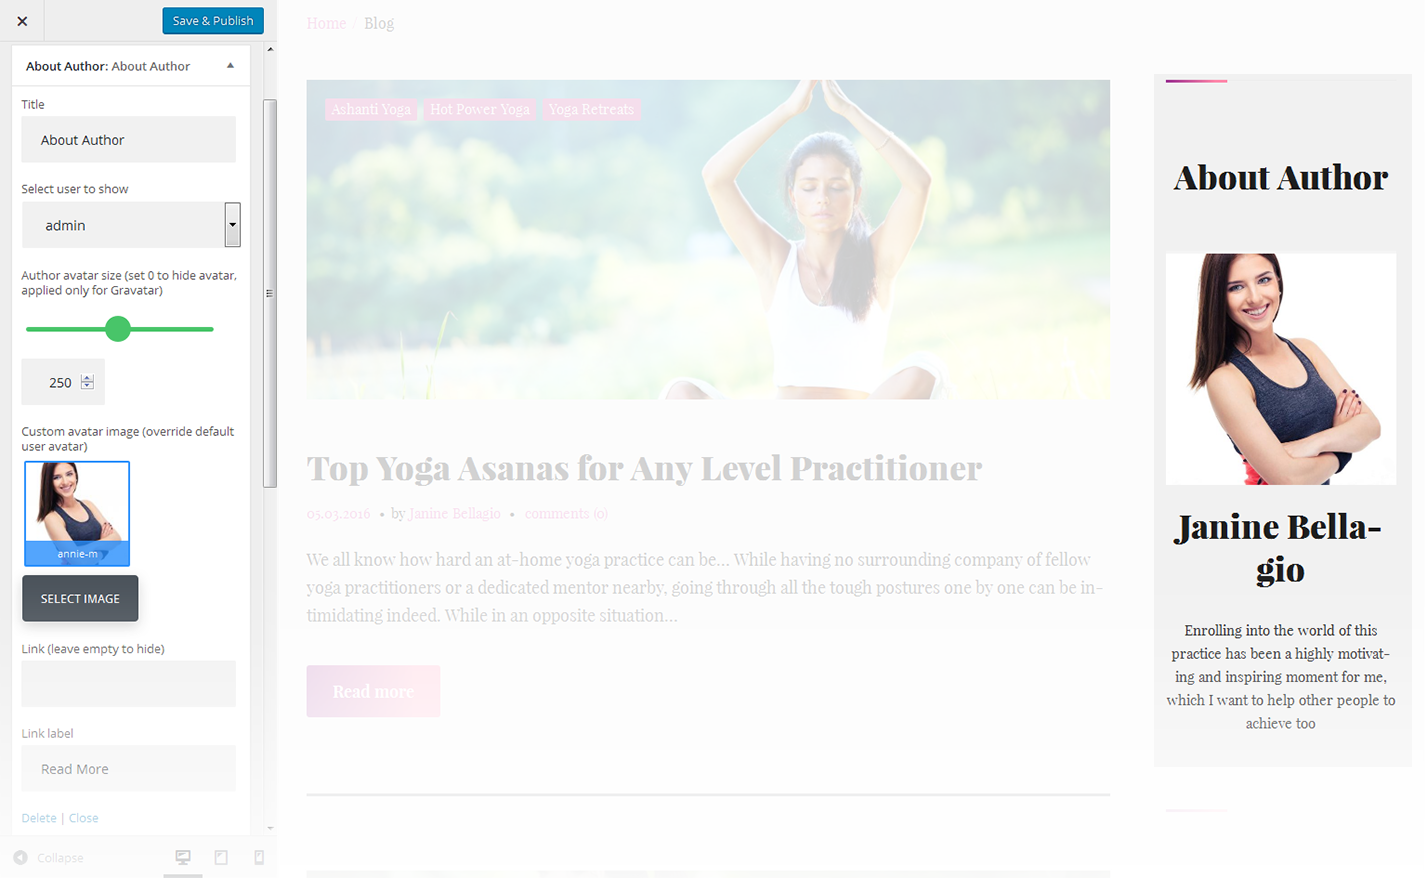 Save & Publish
About Author: About Author
Title
About Author
Select user to show
admin
Author avatar size (set 0 to hide avatar,
applied only for Gravatar)
250
Custom avatar image (override default
user avatar)
annie-m
SELECT IMAGE
Link (leave empty to hide)
Link label
Read More
Delete | Close
Collapse
Home / Blog
Ashanti Yoga
Hot Power Yoga
Yoga Retreats
Top Yoga Asanas for Any Level Practitioner
05.03.2016 • by Janine Bellagio • comments (0)
We all know how hard an at-home yoga practice can be... While having no surrounding company of fellow
yoga practitioners or a dedicated mentor nearby, going through all the tough postures one by one can be in-
timidating indeed. While in an opposite situation...
Read more
About Author
Janine Bella-
gio
Enrolling into the world of this
practice has been a highly motivat-
ing and inspiring moment for me,
which I want to help other people to
achieve too